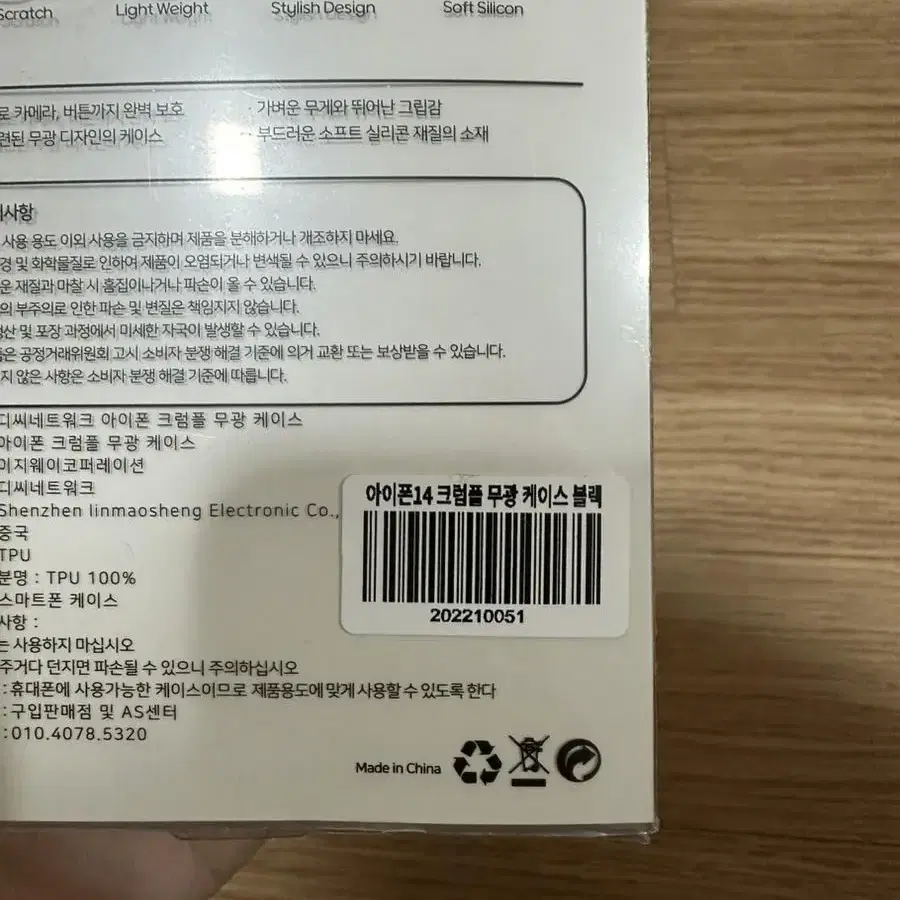 Scratch Light Weight Stylish Design Soft Silicon
로 카메라, 버튼까지 완벽 보호 · 가벼운 무게와 뛰어난 그립감
련된 무광 디자인의 케이스 · 부드러운 소프트 실리콘 재질의 소재
의사항
사용 용도 이외 사용을 금지하며 제품을 분해하거나 개조하지 마세요.
경 및 화학물질로 인하여 제품이 오염되거나 변색될 수 있으니 주의하시기 바랍니다.
운 재질과 마찰 시 흠집이나거나 파손이 올 수 있습니다.
의 부주의로 인한 파손 및 변질은 책임지지 않습니다.
생산 및 포장 과정에서 미세한 자국이 발생할 수 있습니다.
품은 공정거래위원회 고시 소비자 분쟁 해결 기준에 의거 교환 또는 보상받을 수 있습니다.
지 않은 사항은 소비자 분쟁 해결 기준에 따릅니다.
디씨네트워크 아이폰 크럼플 무광 케이스
아이폰 크럼플 무광 케이스
이지웨이코퍼레이션
디씨네트워크
Shenzhen linmaosheng Electronic Co.,
중국
TPU
분명 : TPU 100%
스마트폰 케이스
사항 :
는 사용하지 마십시오
주거다 던지면 파손될 수 있으니 주의하십시오
: 휴대폰에 사용가능한 케이스이므로 제품용도에 맞게 사용할 수 있도록 한다
: 구입판매점 및 AS센터
: 010.4078.5320
아이폰14 크럼플 무광 케이스 블랙
202210051
Made in China